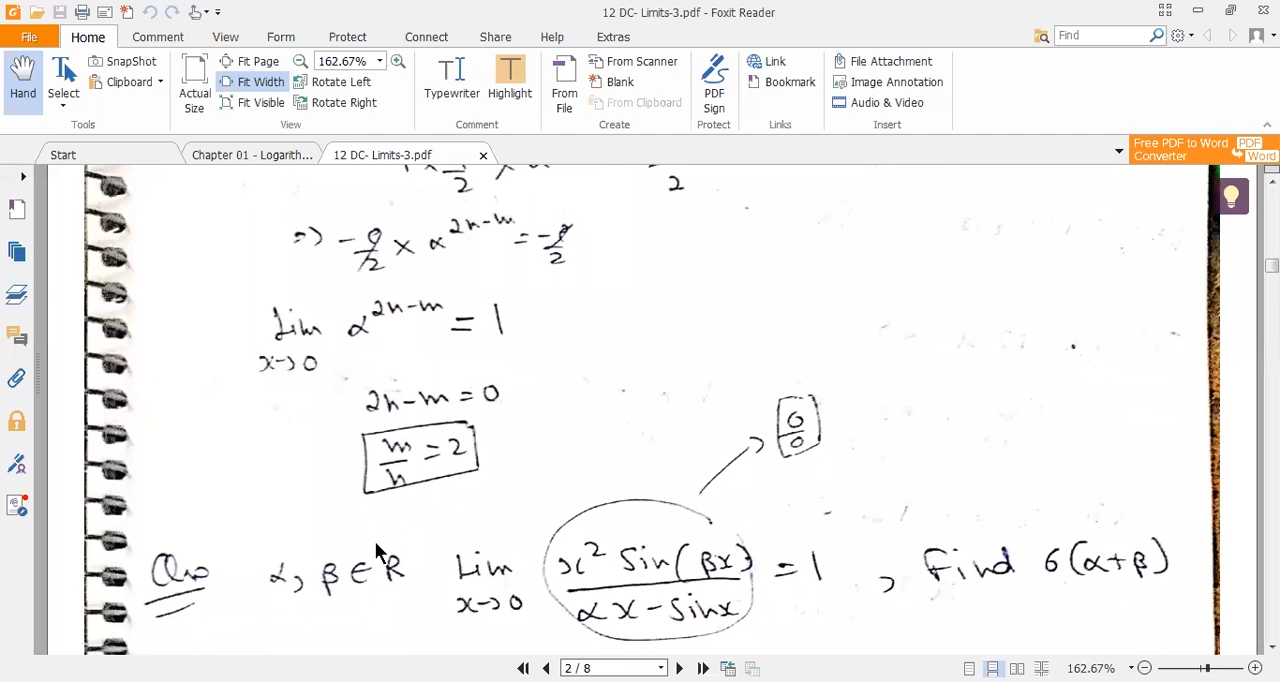 12 DC- Limits-3.pdf - Foxit Reader
File Home Comment View Form Protect Connect Share Help Extras Find
Hand Select SnapShot Clipboard Actual Size Fit Page Fit Width Fit Visible 162.67% Rotate Left Rotate Right Typewriter Highlight From File From Scanner Blank From Clipboard PDF Sign Link Bookmark File Attachment Image Annotation Audio & Video
Tools View Comment Create Protect Links Insert
Start Chapter 01 - Logarith... 12 DC- Limits-3.pdf Free PDF to Word Converter PDF Word
=> -9/2 × α^(2n-m) = -9/2
Lim x→0 α^(2n-m) = 1
2n-m = 0
m/n = 2
0/0
Qus α, β ∈ R Lim x→0 x² Sin(βx) / αx - Sinx = 1 , Find 6(α+β)
2 / 8 162.67%